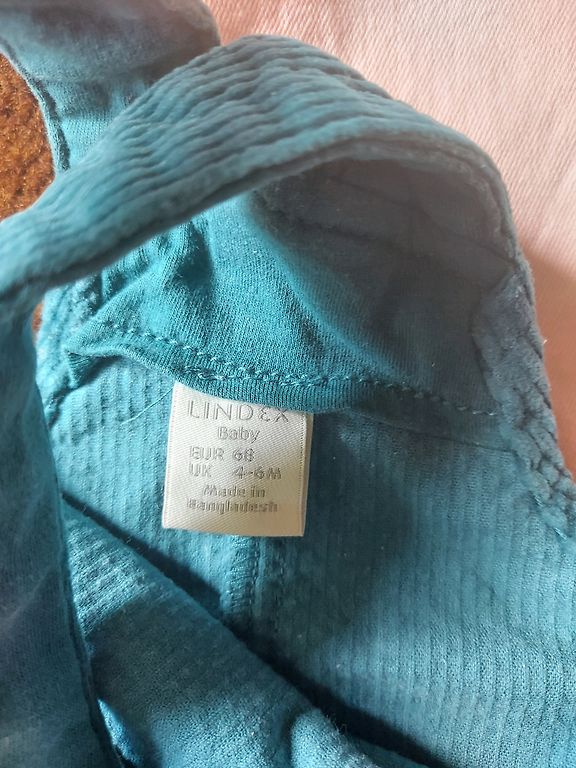 LINDEX
Baby
EUR 68
UK 4-6M
Made in
Bangladesh